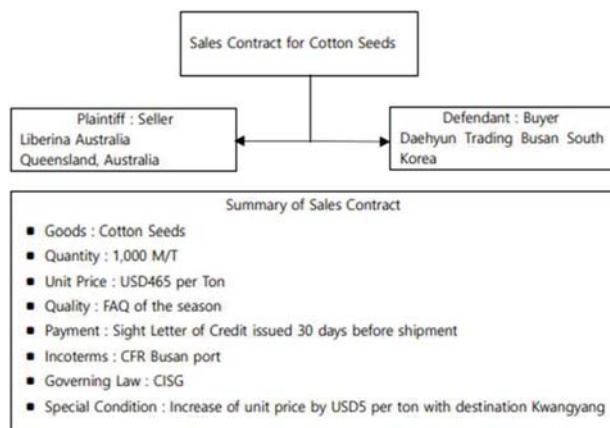 Sales Contract for Cotton Seeds
Plaintiff : Seller
Liberina Australia
Queensland, Australia
Defendant : Buyer
Daehyun Trading Busan South
Korea
Summary of Sales Contract
■ Goods : Cotton Seeds
■ Quantity : 1,000 M/T
■ Unit Price : USD465 per Ton
■ Quality : FAQ of the season
■ Payment : Sight Letter of Credit issued 30 days before shipment
■ Incoterms : CFR Busan port
■ Governing Law : CISG
■ Special Condition : Increase of unit price by USD5 per ton with destination Kwangyang